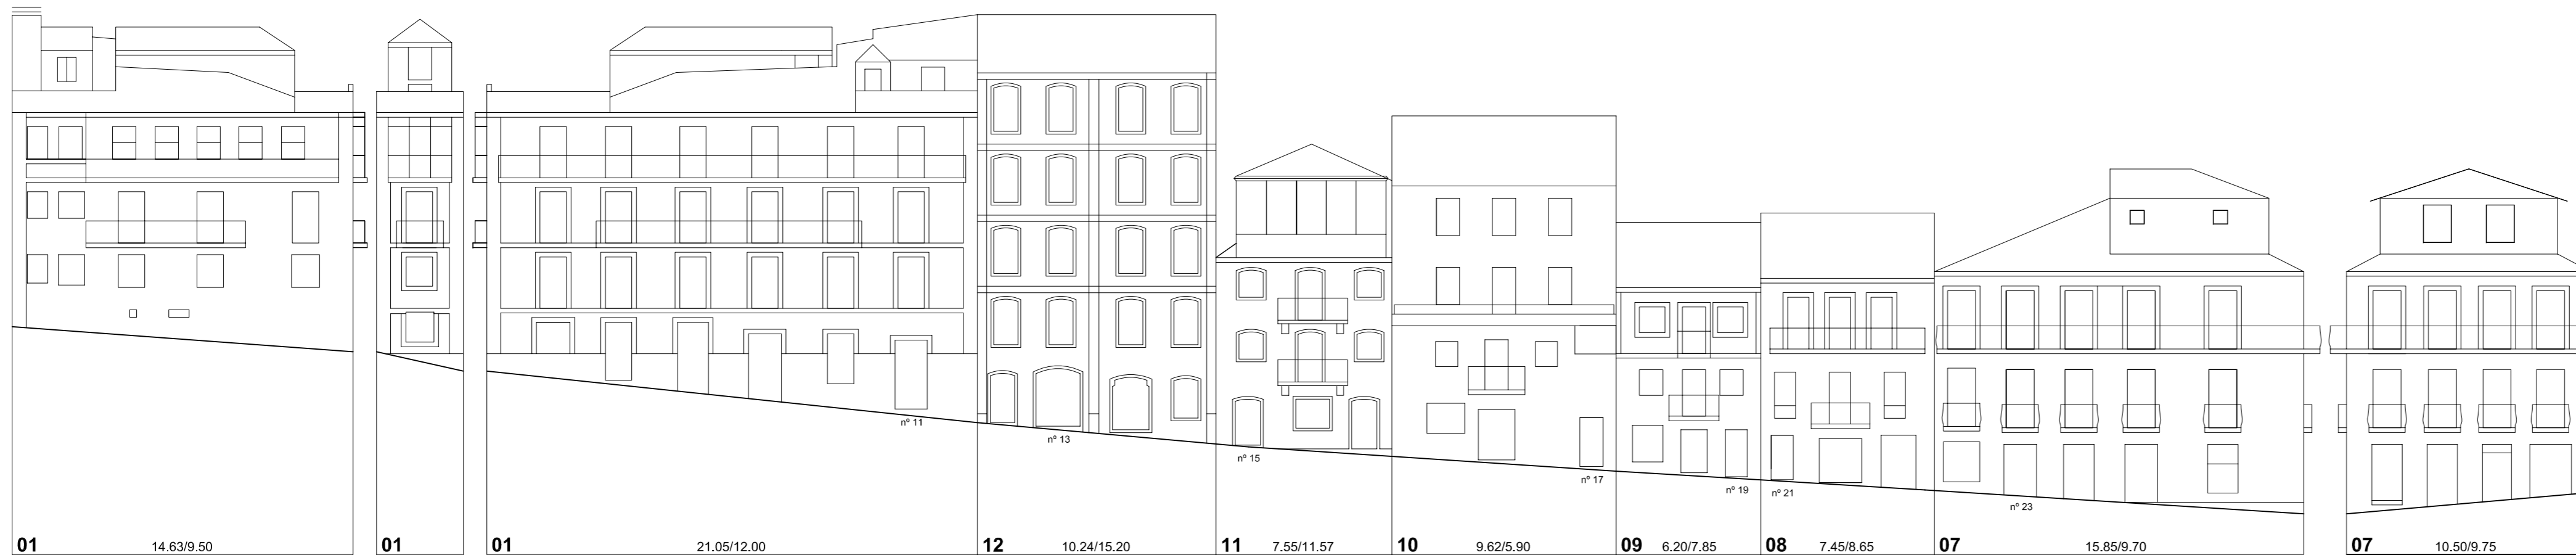 nº 11
nº 13
nº 15
nº 17
nº 19
nº 21
nº 23
01 14.63/9.50
01
01 21.05/12.00
12 10.24/15.20
11 7.55/11.57
10 9.62/5.90
09 6.20/7.85
08 7.45/8.65
07 15.85/9.70
07 10.50/9.75